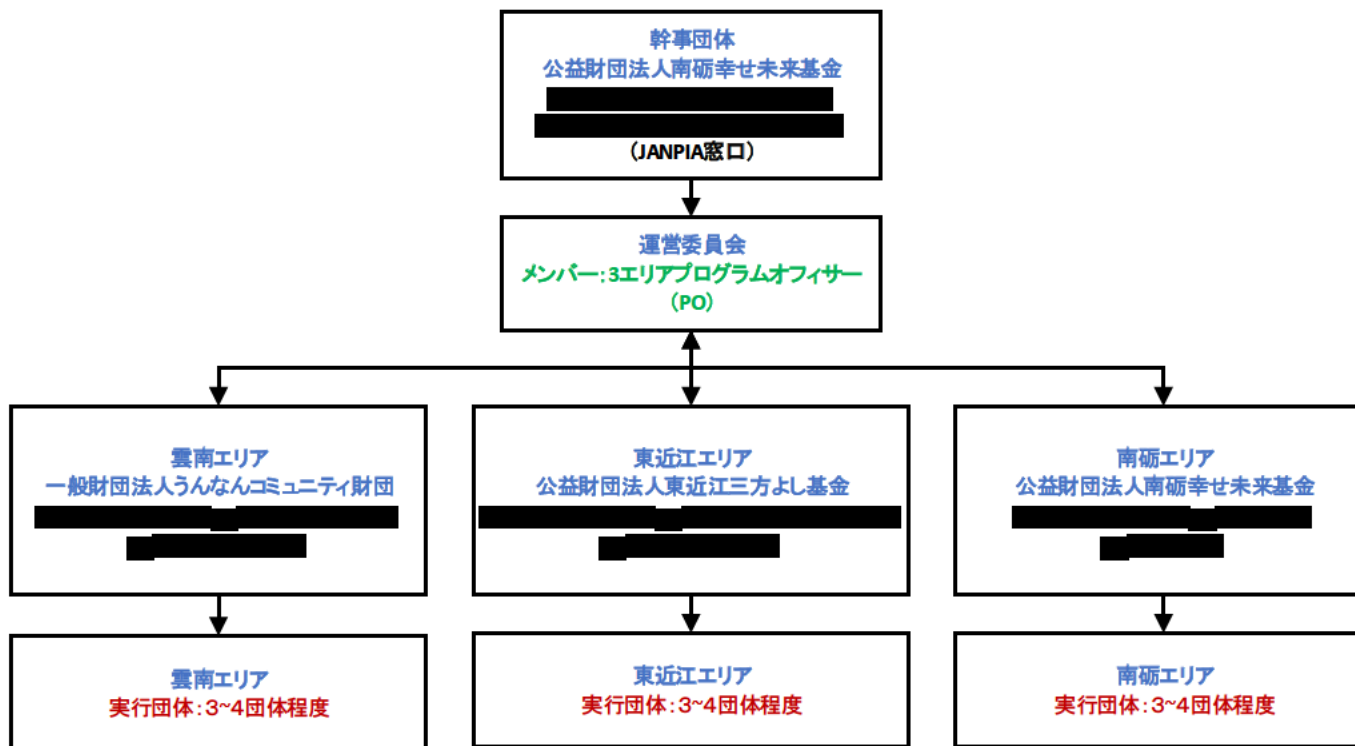 幹事団体
公益財団法人南砺幸せ未来基金
（JANPIA窓口）
運営委員会
メンバー：3エリアプログラムオフィサー
（PO）
雲南エリア
一般財団法人うんなんコミュニティ財団
東近江エリア
公益財団法人東近江三方よし基金
南砺エリア
公益財団法人南砺幸せ未来基金
雲南エリア
実行団体：3~4団体程度
東近江エリア
実行団体：3~4団体程度
南砺エリア
実行団体：3~4団体程度